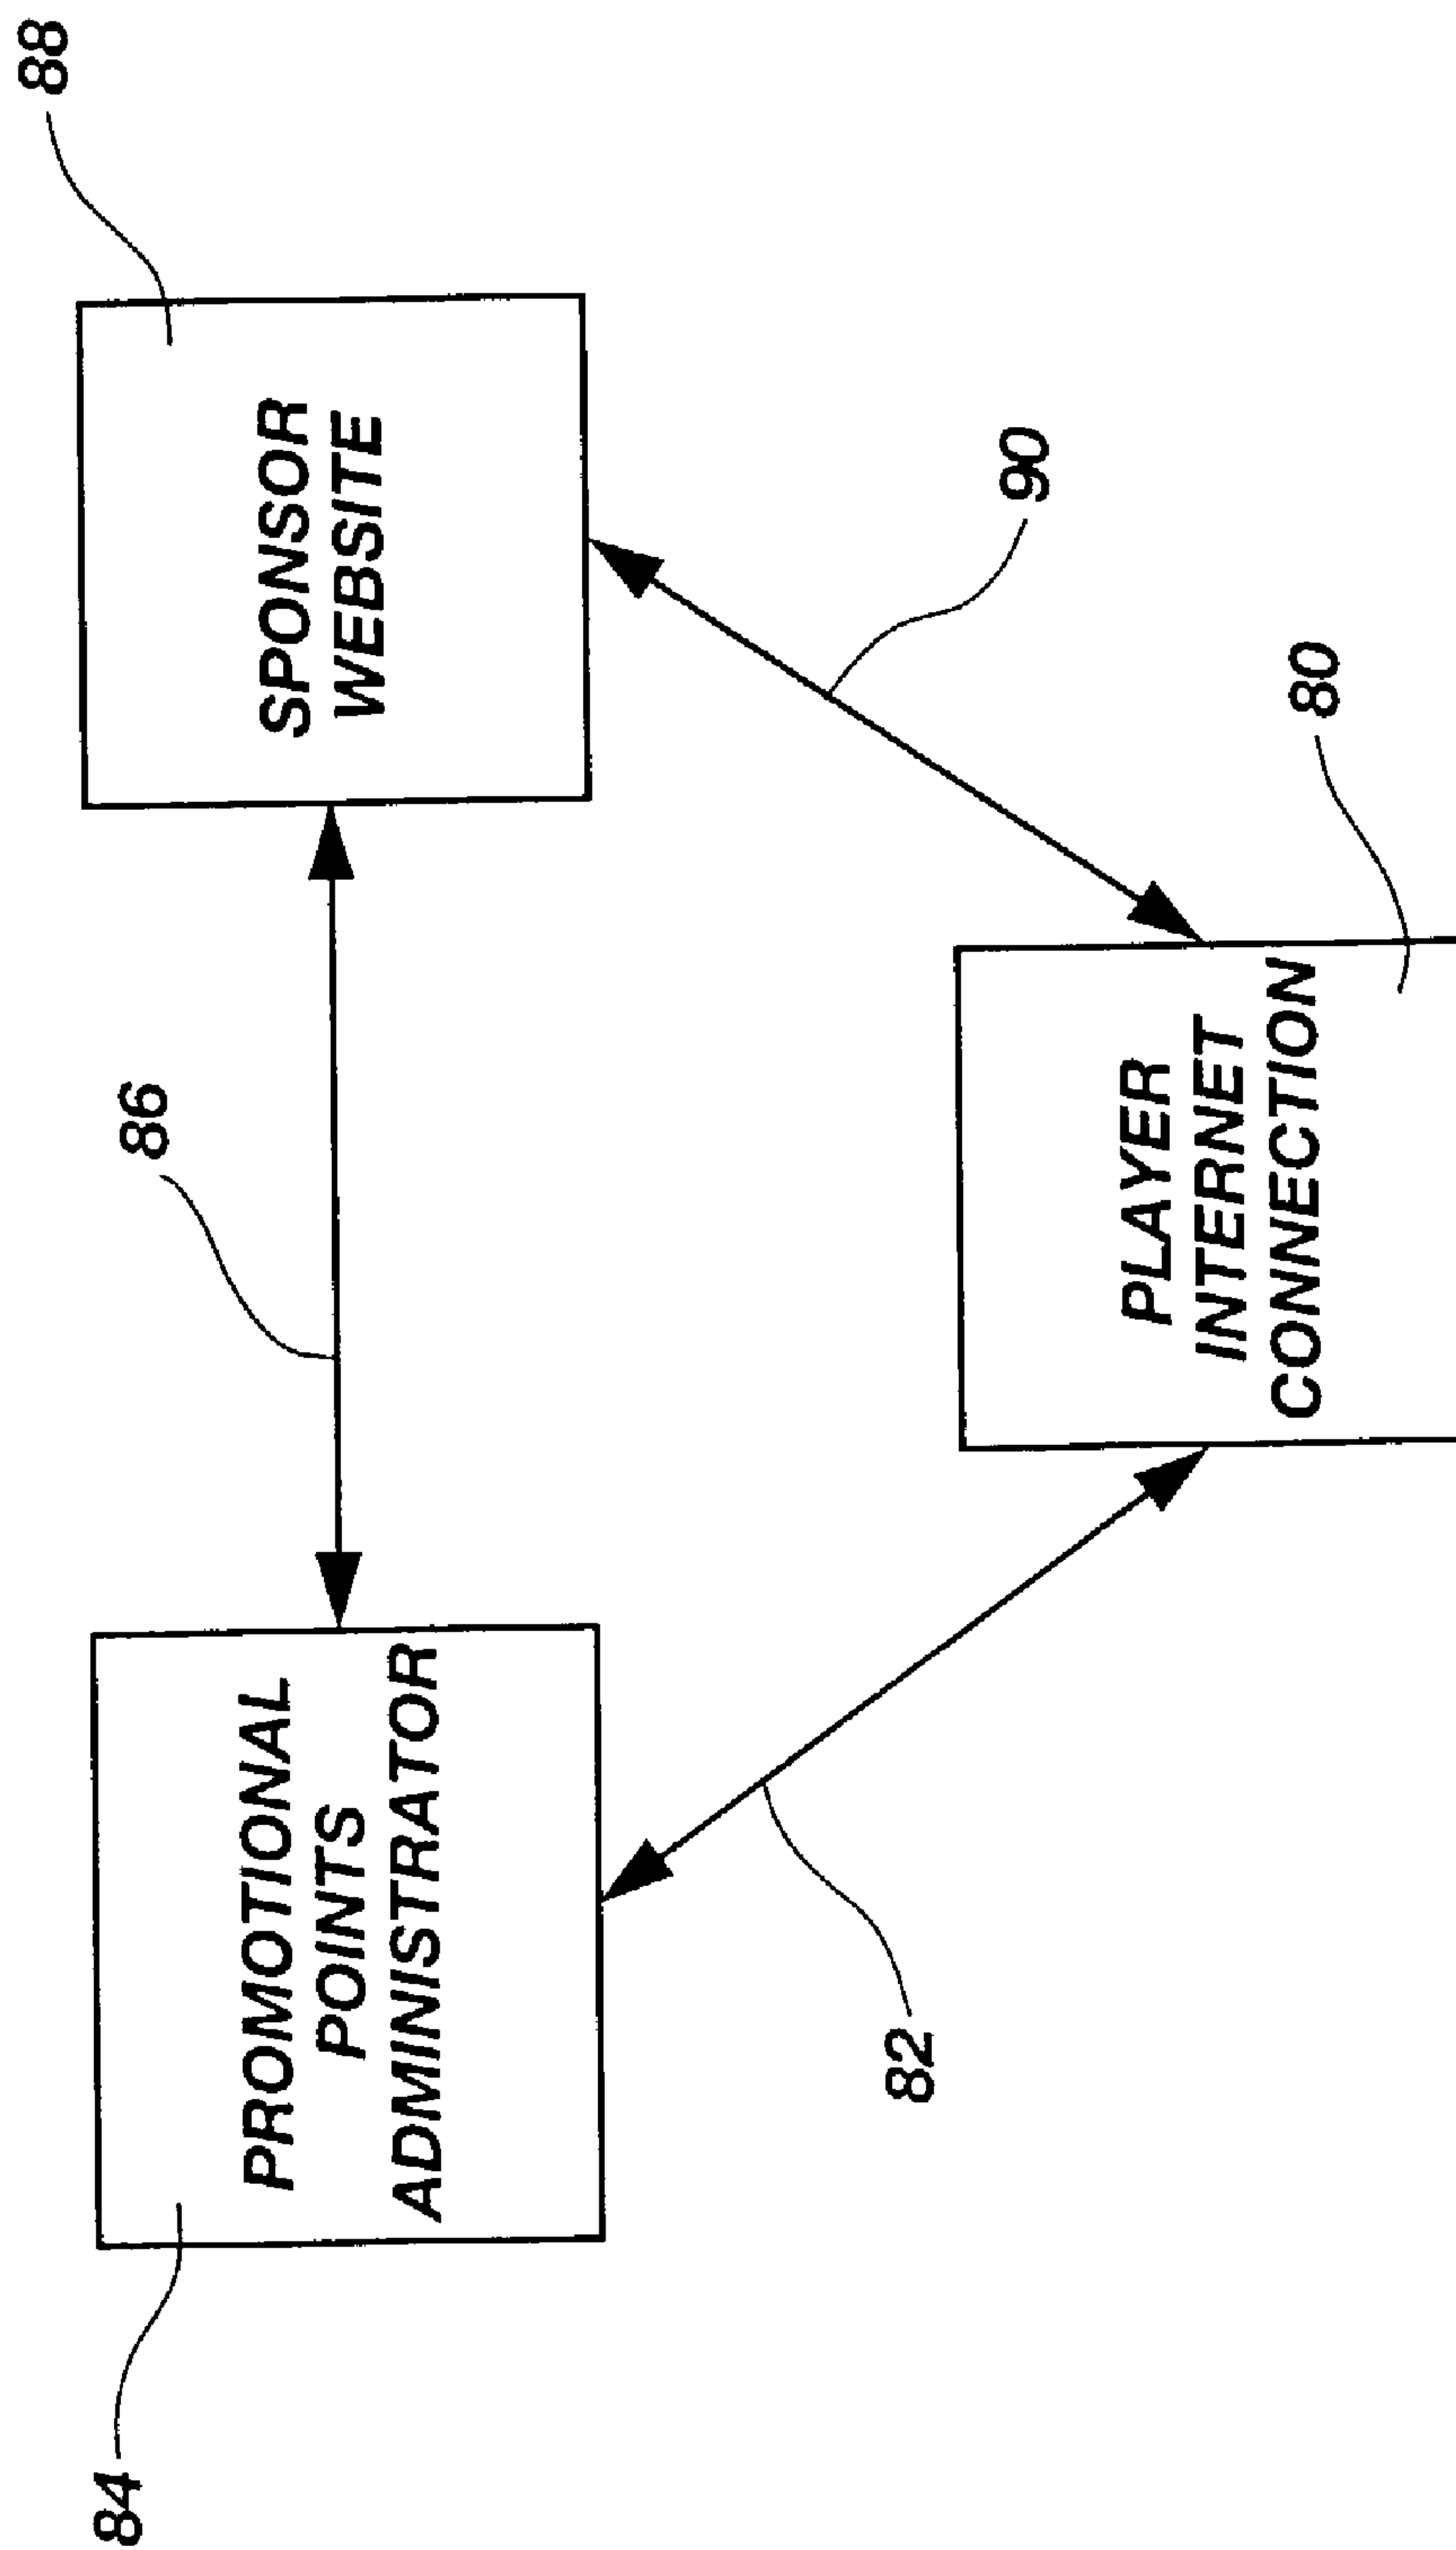 84
PROMOTIONAL
POINTS
ADMINISTRATOR
86
88
SPONSOR
WEBSITE
82
90
PLAYER
INTERNET
CONNECTION
80